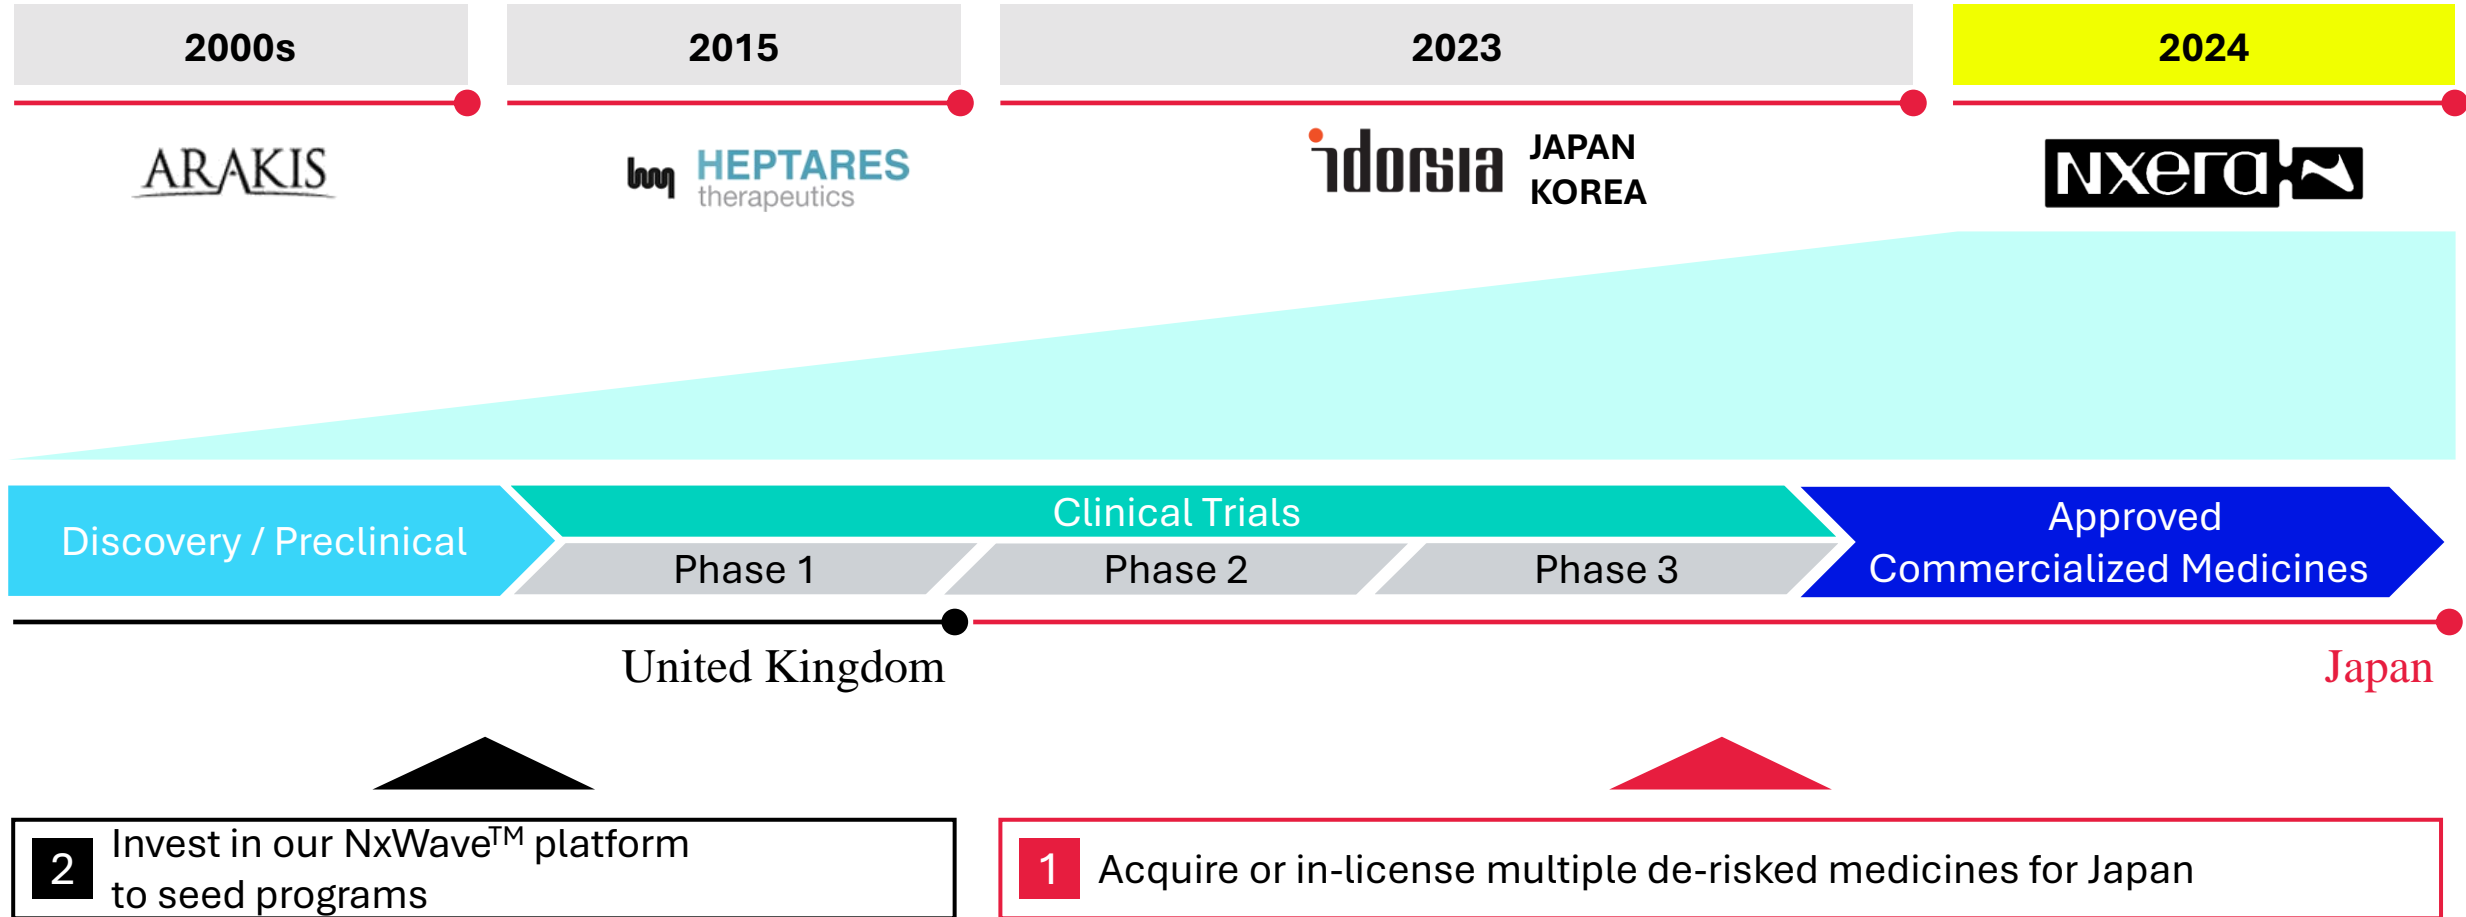 2000s
2015
2023
2024
ARAKIS
HEPTARES
therapeutics
idorsia
JAPAN
KOREA
Nxera
Discovery / Preclinical
Clinical Trials
Phase 1
Phase 2
Phase 3
Approved
Commercialized Medicines
United Kingdom
Japan
2
Invest in our NxWave™ platform
to seed programs
1
Acquire or in-license multiple de-risked medicines for Japan